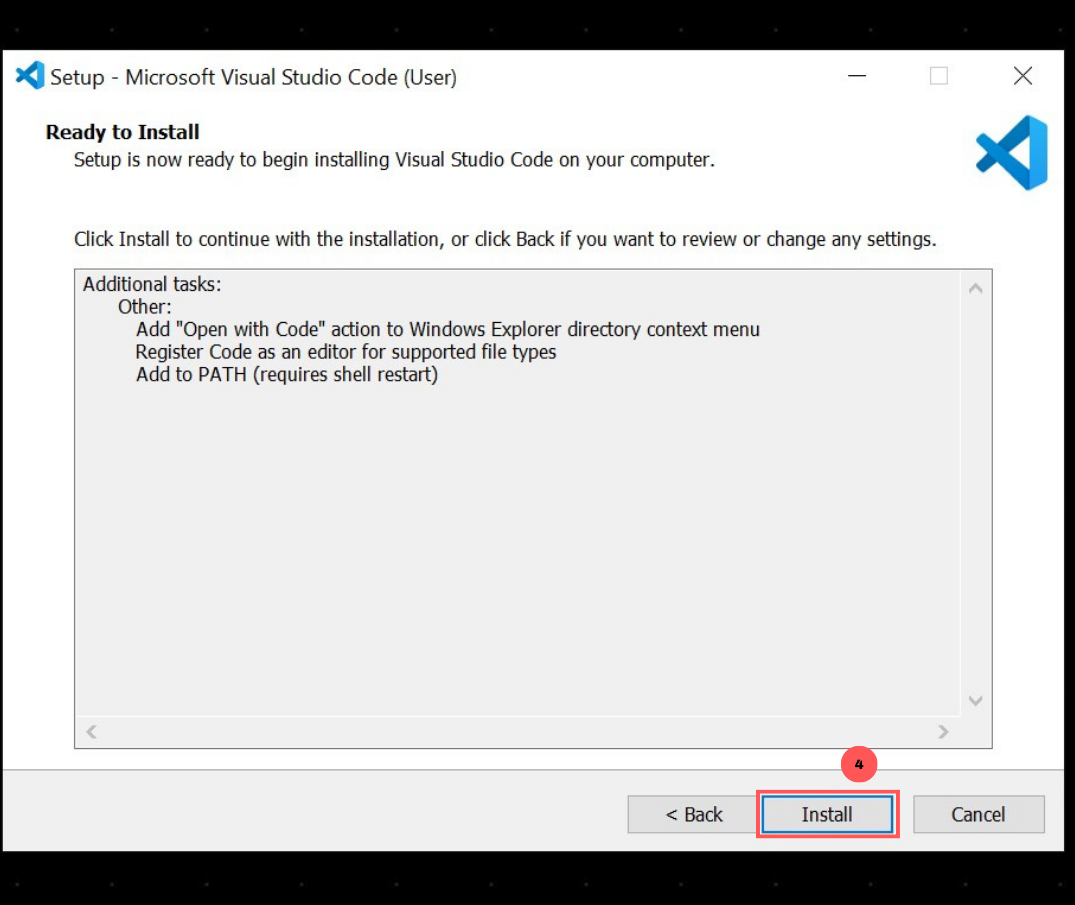 Setup - Microsoft Visual Studio Code (User)
Ready to Install
Setup is now ready to begin installing Visual Studio Code on your computer.
Click Install to continue with the installation, or click Back if you want to review or change any settings.
Additional tasks:
Other:
Add "Open with Code" action to Windows Explorer directory context menu
Register Code as an editor for supported file types
Add to PATH (requires shell restart)
4
< Back
Install
Cancel